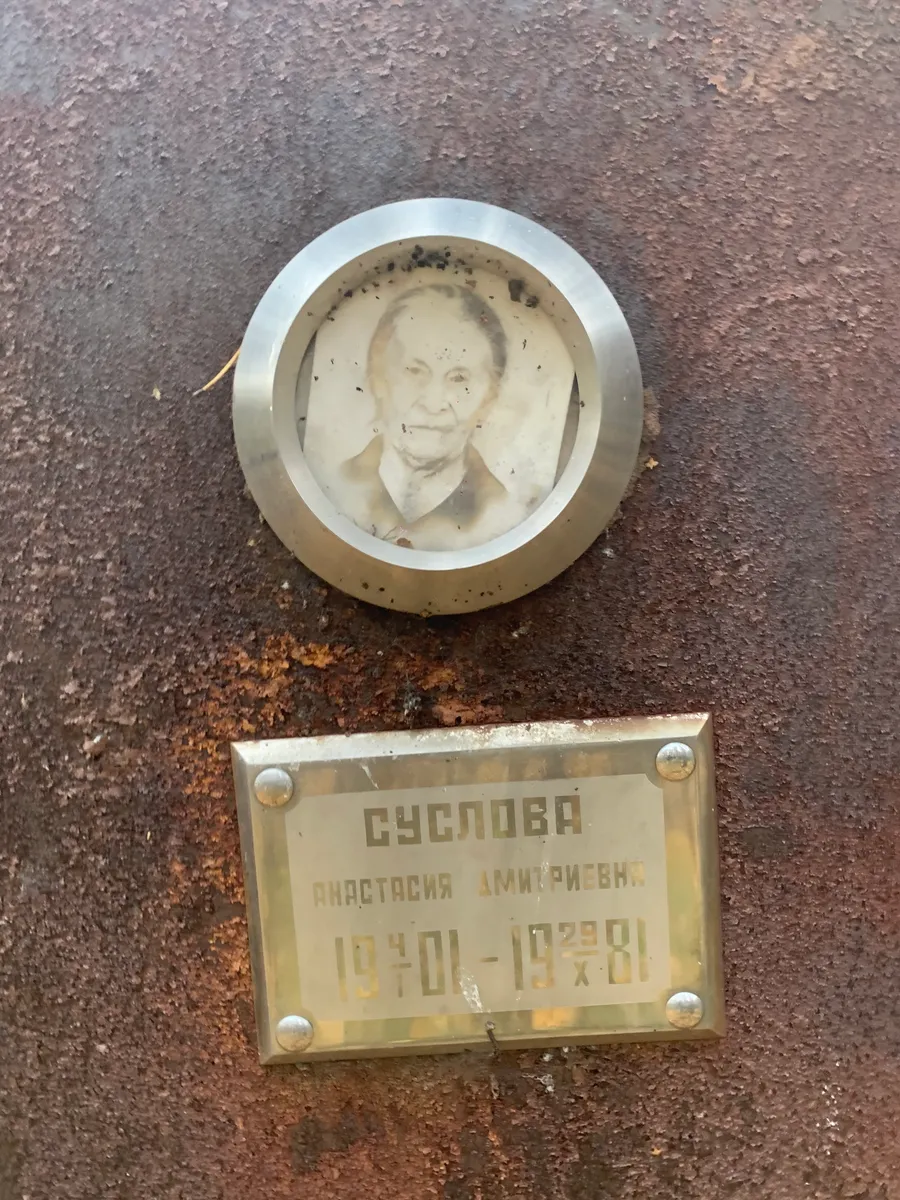 СУСЛОВА
АНАСТАСИЯ ДМИТРИЕВНА
19 4/I 01 – 19 29/X 81